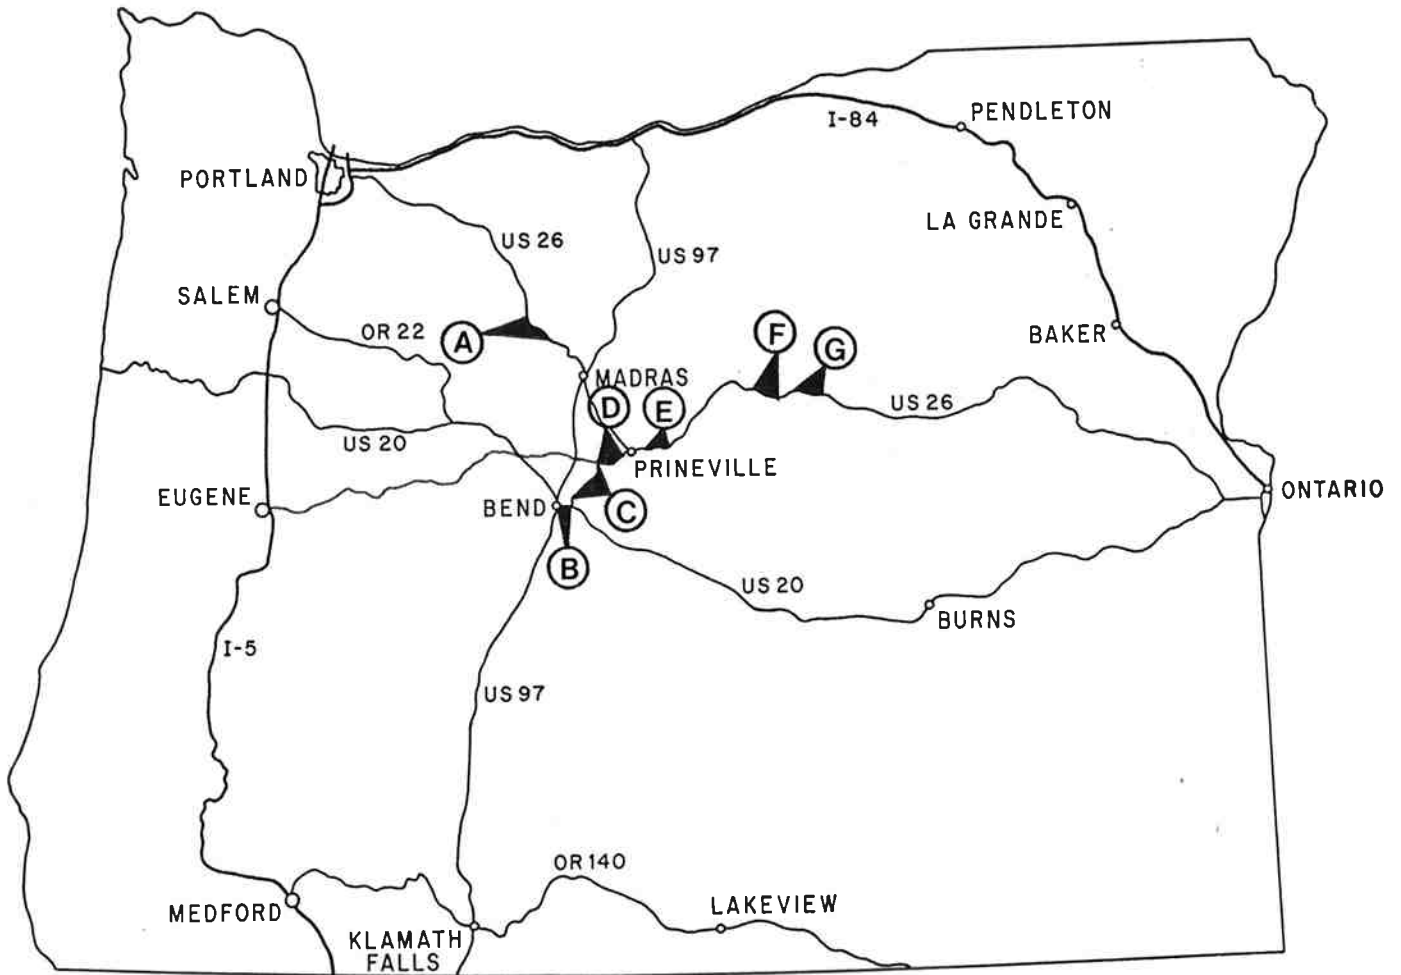 I-84
PENDLETON
PORTLAND
LA GRANDE
US 26
US 97
SALEM
OR 22
A
F
G
BAKER
MADRAS
D
E
US 26
US 20
PRINEVILLE
EUGENE
BEND
C
ONTARIO
B
US 20
BURNS
I-5
US 97
OR 140
MEDFORD
LAKEVIEW
KLAMATH
FALLS